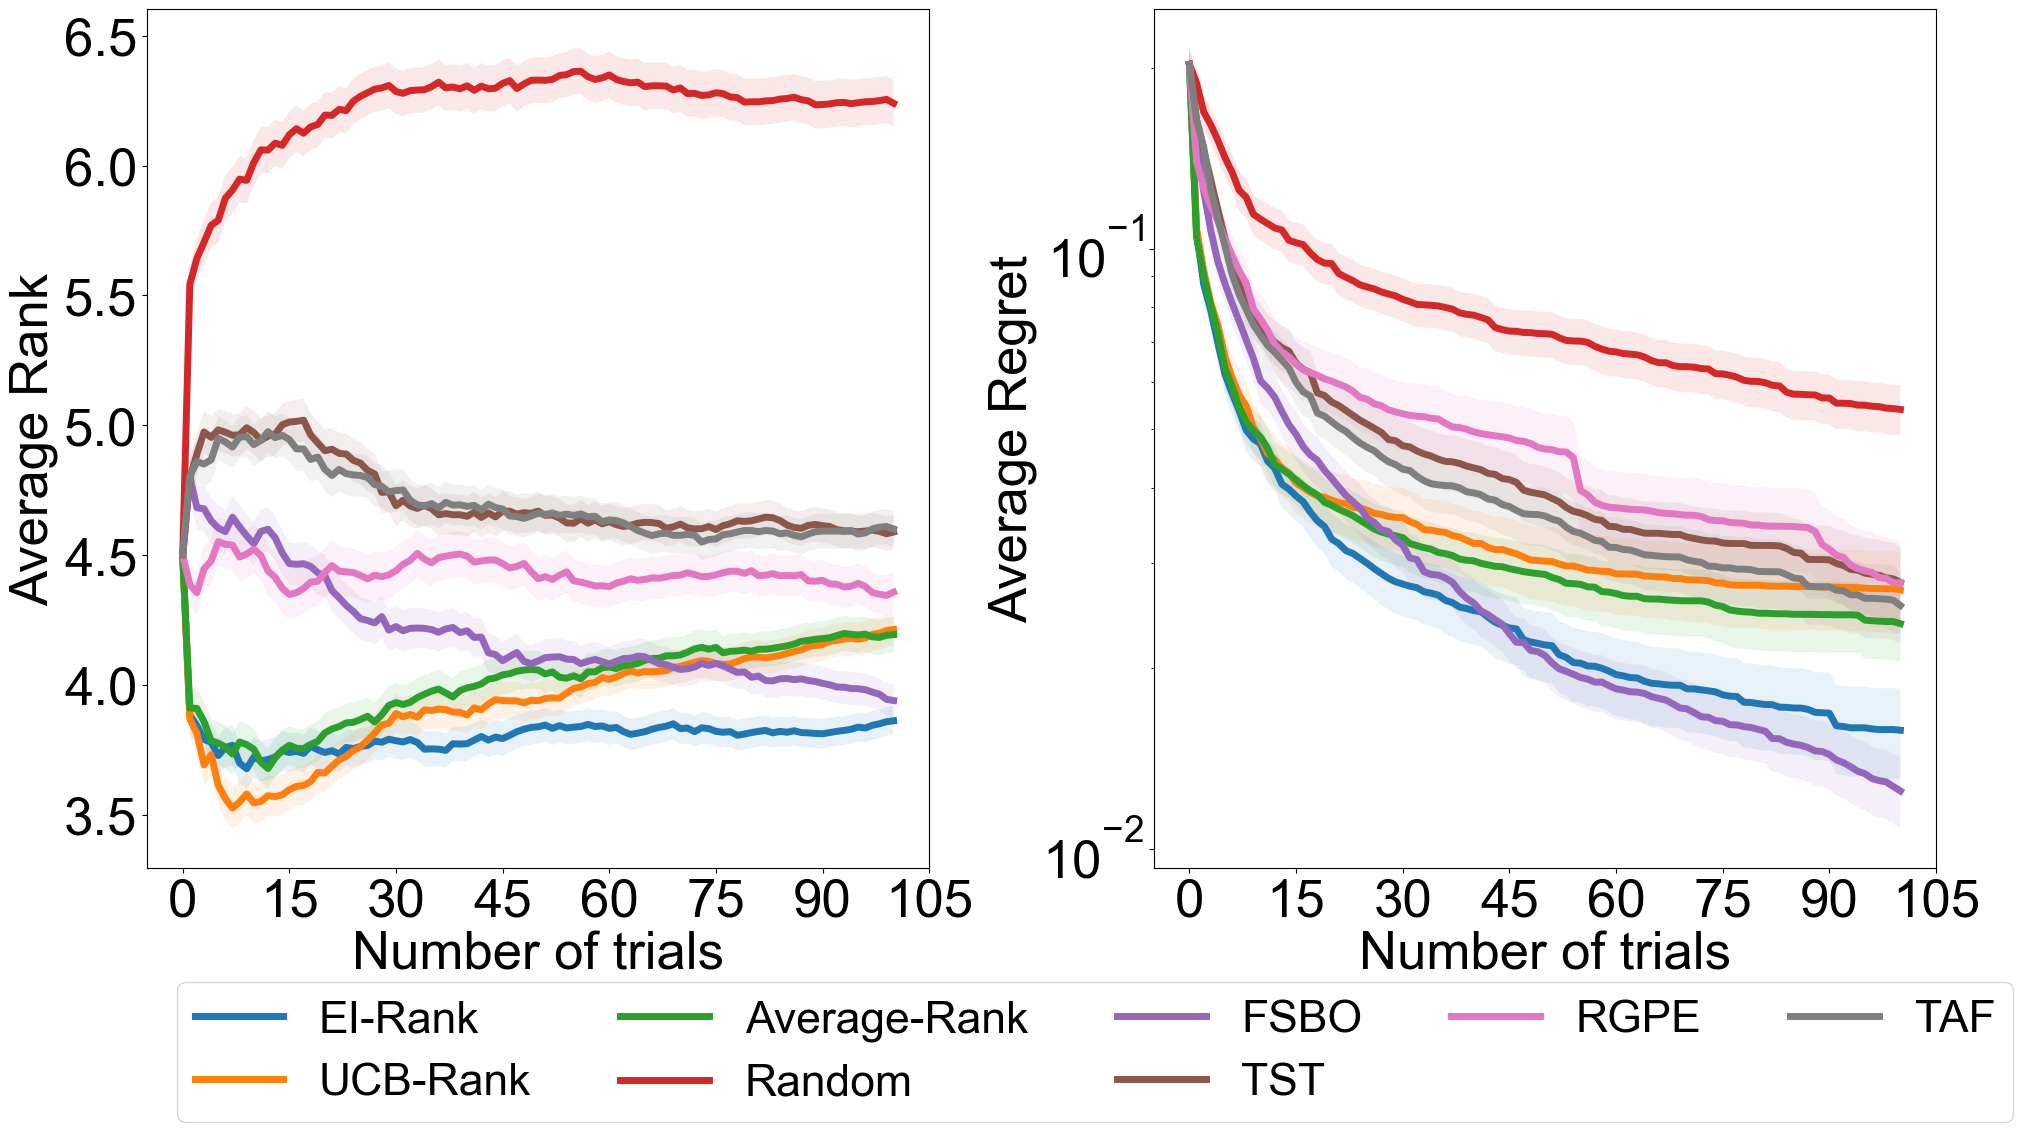 Average Rank
6.5
6.0
5.5
5.0
4.5
4.0
3.5
0 15 30 45 60 75 90 105
Number of trials
Average Regret
10⁻¹
10⁻²
0 15 30 45 60 75 90 105
Number of trials
EI-Rank Average-Rank FSBO RGPE TAF
UCB-Rank Random TST